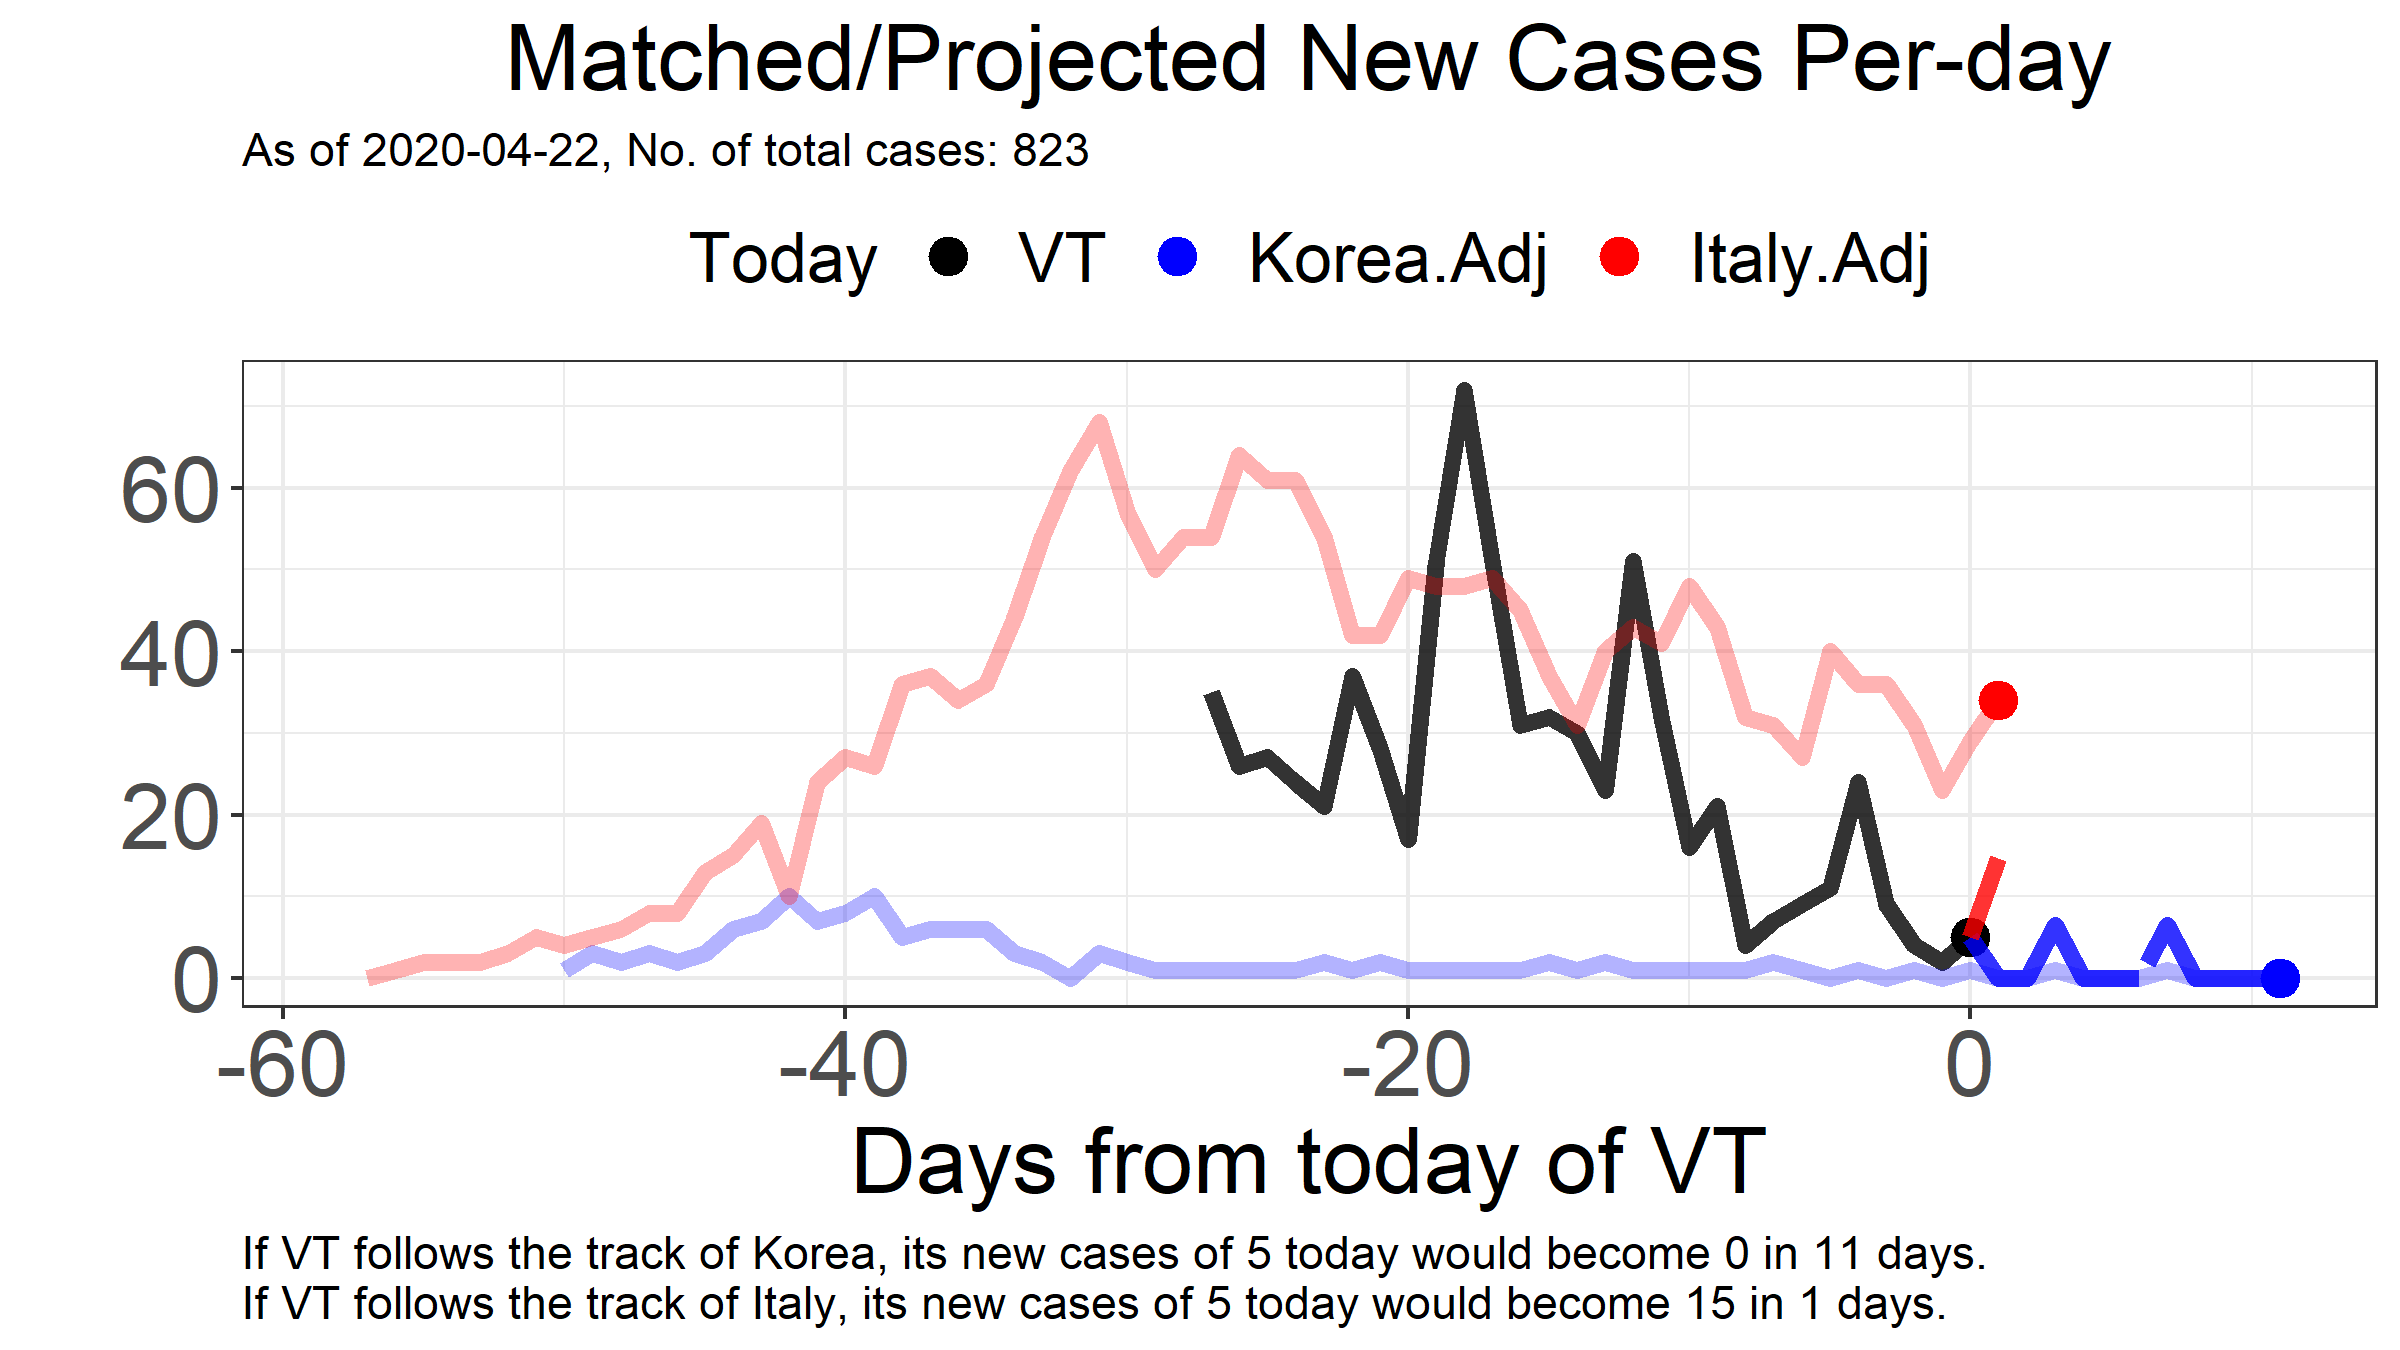 Matched/Projected New Cases Per-day
As of 2020-04-22, No. of total cases: 823
Today VT Korea.Adj Italy.Adj
60
40
20
0
-60 -40 -20 0
Days from today of VT
If VT follows the track of Korea, its new cases of 5 today would become 0 in 11 days.
If VT follows the track of Italy, its new cases of 5 today would become 15 in 1 days.